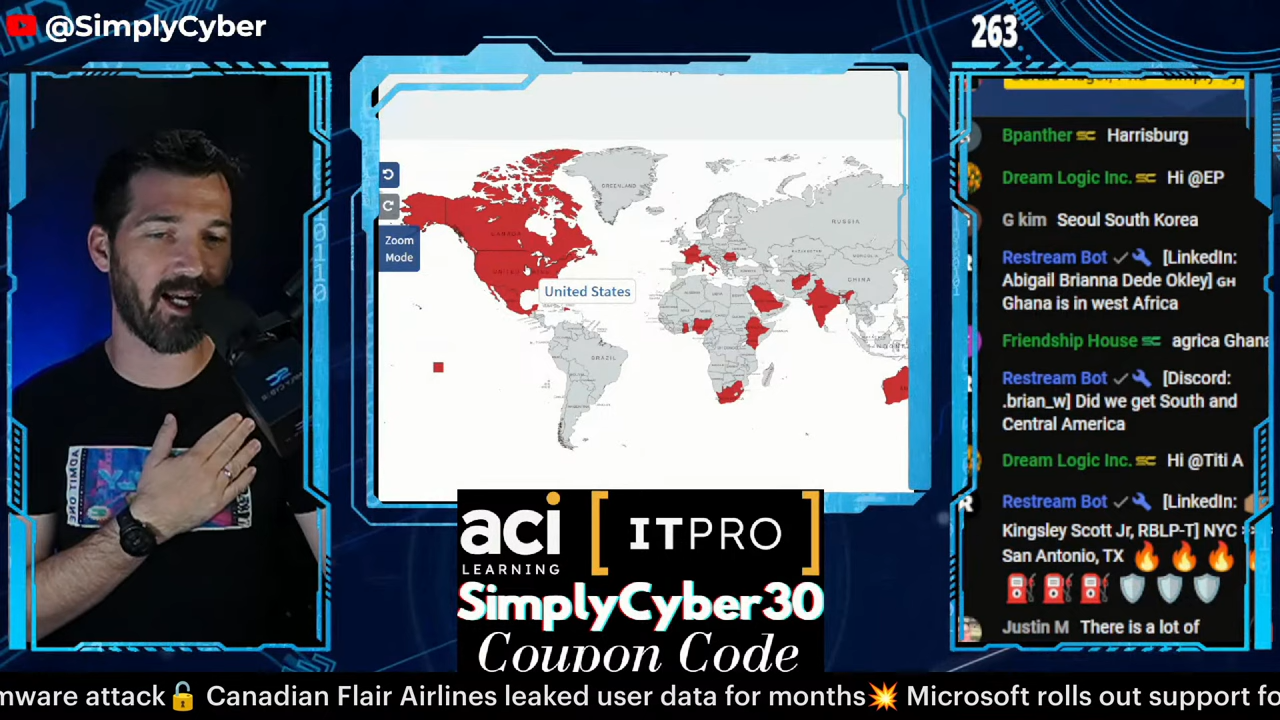 @SimplyCyber
263
Zoom
Mode
GREENLAND
CANADA
RUSSIA
CHINA
BRAZIL
United States
Bpanther Harrisburg
Dream Logic Inc. Hi @EP
G kim Seoul South Korea
Restream Bot [LinkedIn:
Abigail Brianna Dede Okley] GH
Ghana is in west Africa
Friendship House agrica Ghana
Restream Bot [Discord:
.brian_w] Did we get South and
Central America
Dream Logic Inc. Hi @Titi A
Restream Bot [LinkedIn:
Kingsley Scott Jr, RBLP-T] NYC
San Antonio, TX 🔥🔥🔥
⛽⛽⛽🛡️🛡️🛡️
Justin M There is a lot of
aci
LEARNING
[ITPRO]
SimplyCyber30
Coupon Code
mware attack🔓 Canadian Flair Airlines leaked user data for months💥 Microsoft rolls out support fo